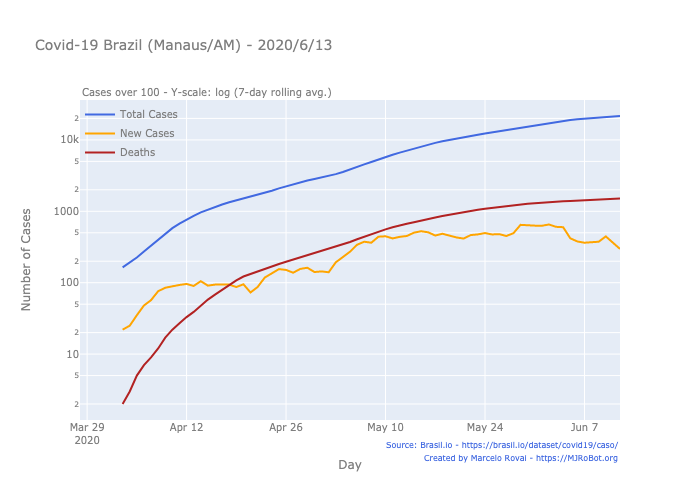 Covid-19 Brazil (Manaus/AM) - 2020/6/13
Cases over 100 - Y-scale: log (7-day rolling avg.)
Total Cases
New Cases
Deaths
Number of Cases
2
10k
5
2
1000
5
2
100
5
2
10
5
2
Mar 29
2020
Apr 12
Apr 26
May 10
May 24
Jun 7
Day
Source: Brasil.io - https://brasil.io/dataset/covid19/caso/
Created by Marcelo Rovai - https://MJRoBot.org